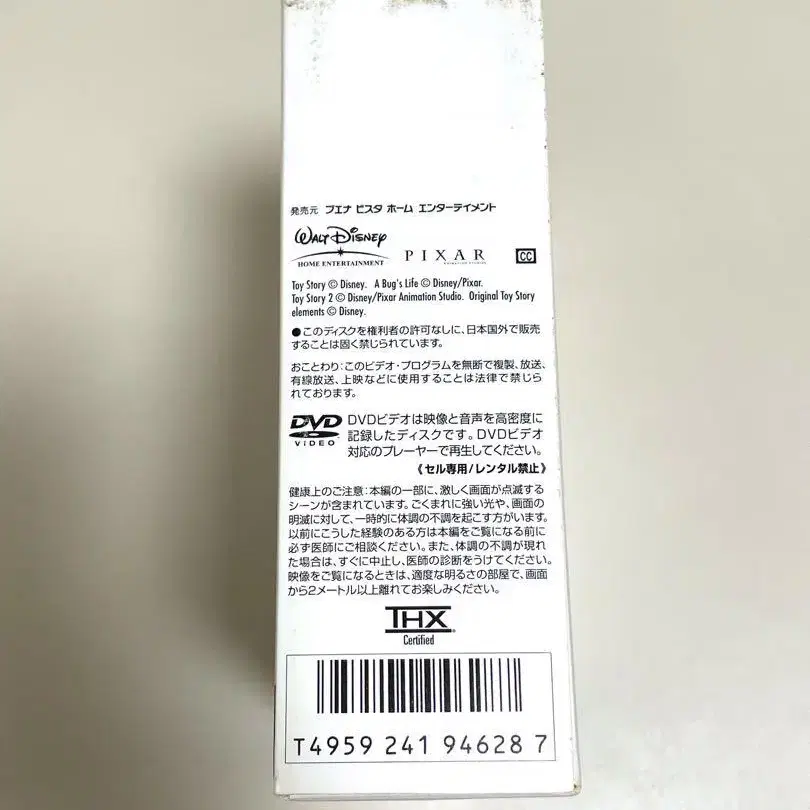 発売元 ブエナ ビスタ ホーム エンターテイメント
WALT DISNEY
HOME ENTERTAINMENT
PIXAR
ANIMATION STUDIOS
CC
Toy Story © Disney. A Bug's Life © Disney/Pixar.
Toy Story 2 © Disney/Pixar Animation Studio. Original Toy Story
elements © Disney.
●このディスクを権利者の許可なしに、日本国外で販売
することは固く禁じられています。
おことわり:このビデオ・プログラムを無断で複製、放送、
有線放送、上映などに使用することは法律で禁じら
れております。
DVD
VIDEO
DVDビデオは映像と音声を高密度に
記録したディスクです。DVDビデオ
対応のプレーヤーで再生してください。
《セル専用/レンタル禁止》
健康上のご注意:本編の一部に、激しく画面が点滅する
シーンが含まれています。ごくまれに強い光や、画面の
明滅に対して、一時的に体調の不調を起こす方がいます。
以前にこうした経験のある方は本編をご覧になる前に
必ず医師にご相談ください。また、体調の不調が現れ
た場合は、すぐに中止し、医師の診断をうけてください。
映像をご覧になるときは、適度な明るさの部屋で、画面
から2メートル以上離れてお楽しみください。
THX
Certified
T4959 241 94628 7